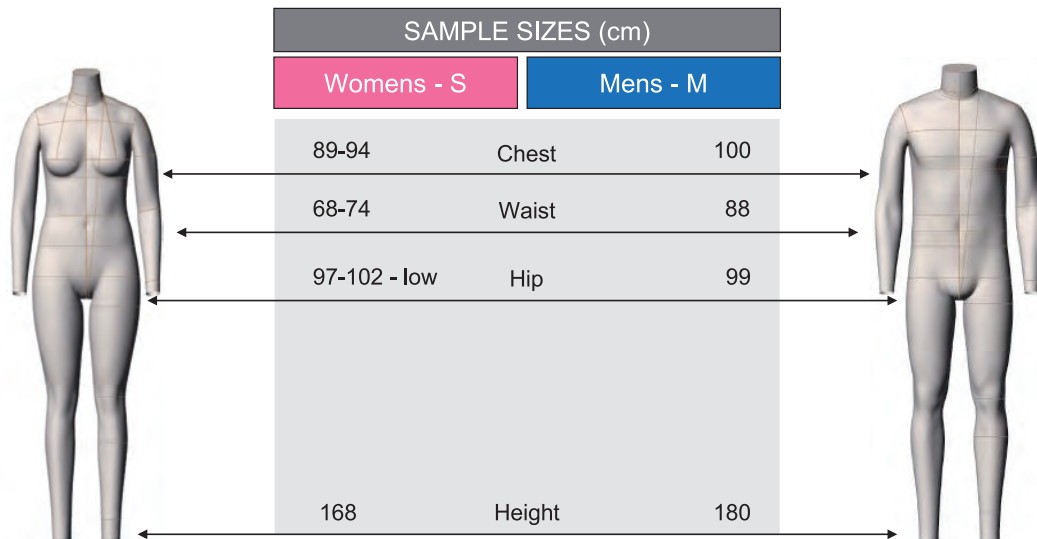 SAMPLE SIZES (cm)
Womens - S Mens - M
89-94 Chest 100
68-74 Waist 88
97-102 - low Hip 99
168 Height 180